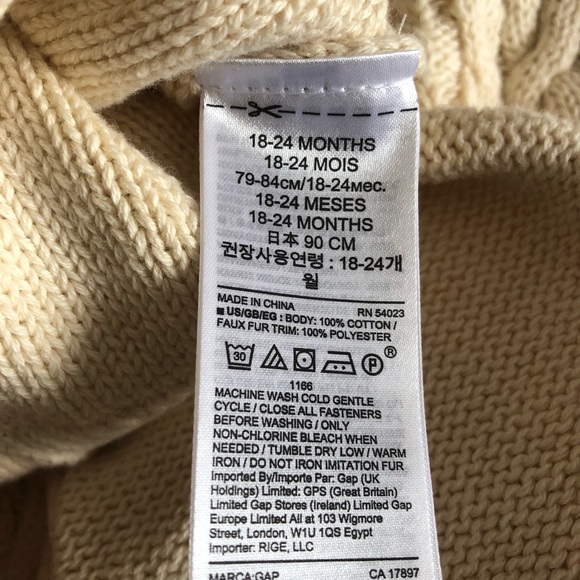 18-24 MONTHS
18-24 MOIS
79-84см/18-24мес.
18-24 MESES
18-24 MONTHS
日本 90 CM
권장사용연령 : 18-24개
월
MADE IN CHINA RN 54023
■ US/GB/EG : BODY: 100% COTTON /
FAUX FUR TRIM: 100% POLYESTER
30 P ®
1166
MACHINE WASH COLD GENTLE
CYCLE / CLOSE ALL FASTENERS
BEFORE WASHING / ONLY
NON-CHLORINE BLEACH WHEN
NEEDED / TUMBLE DRY LOW / WARM
IRON / DO NOT IRON IMITATION FUR
Imported By/Importe Par: Gap (UK
Holdings) Limited: GPS (Great Britain)
Limited Gap Stores (Ireland) Limited Gap
Europe Limited All at 103 Wigmore
Street, London, W1U 1QS Egypt
Importer: RIGE, LLC
MARCA:GAP CA 17897